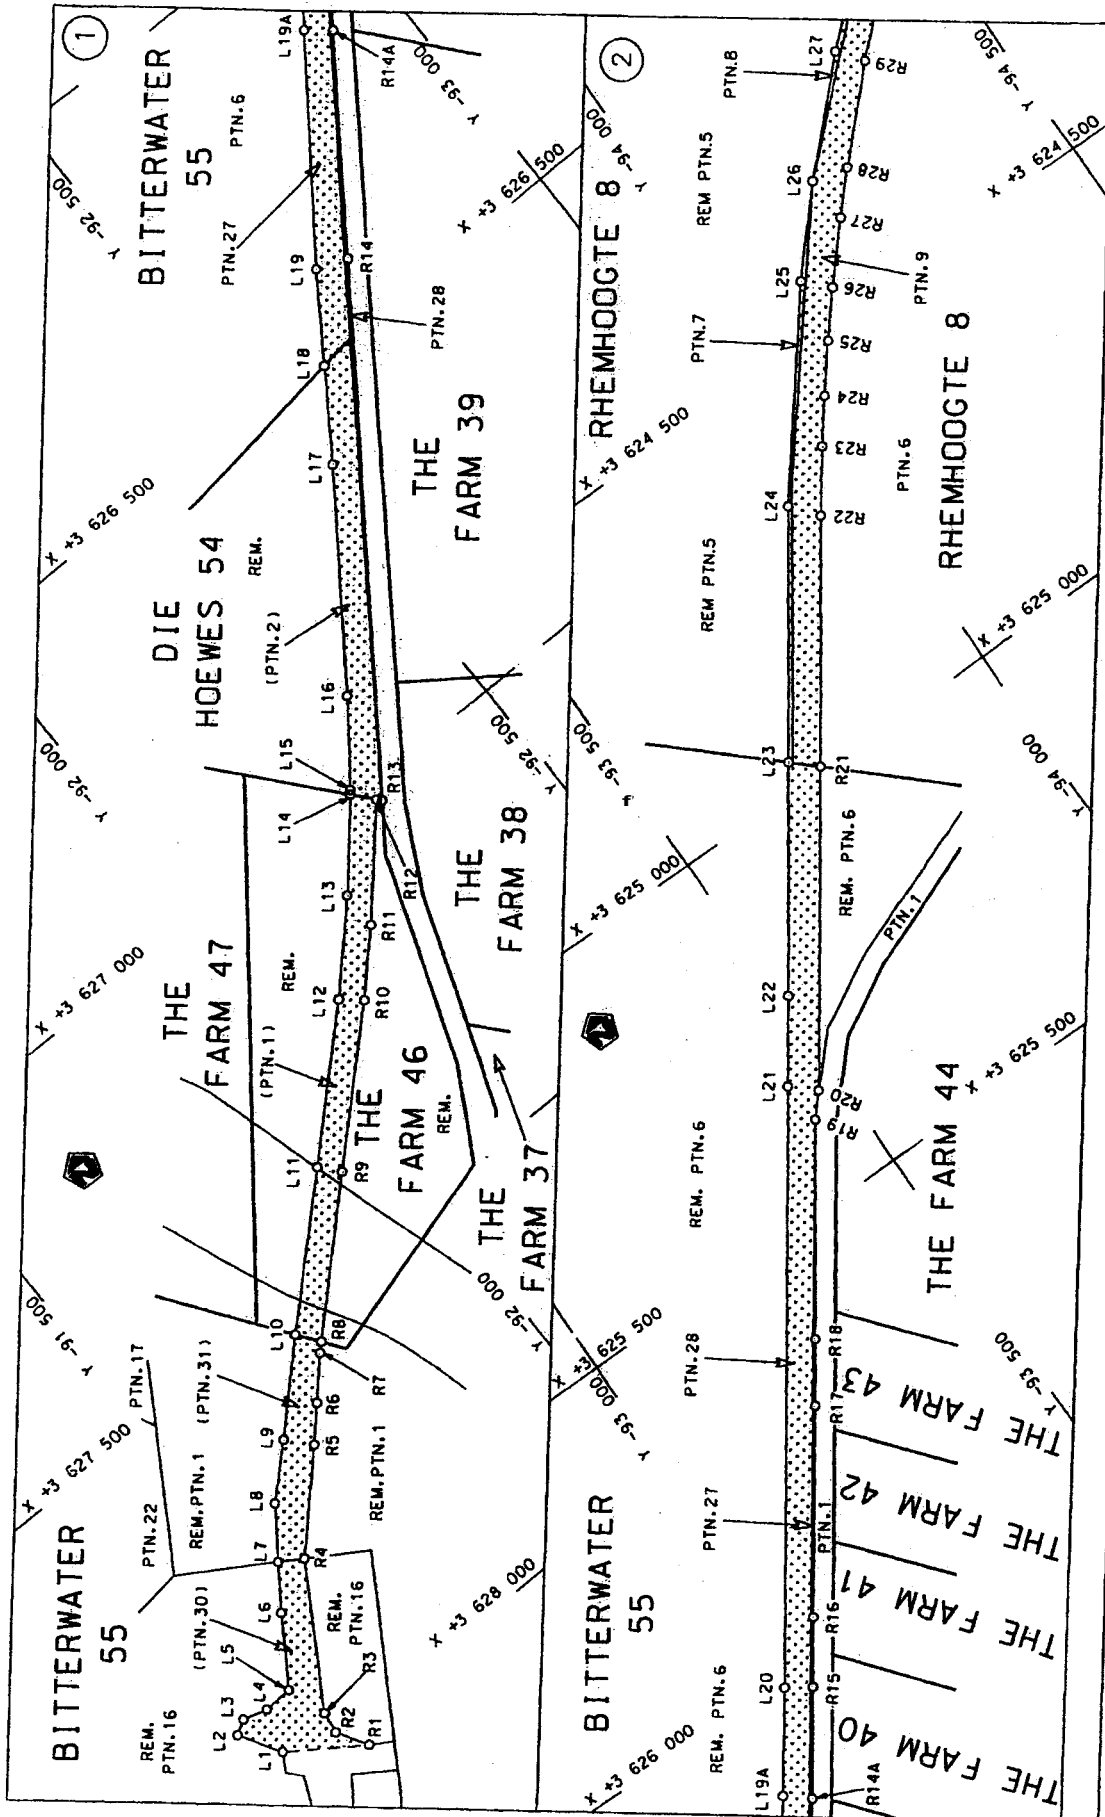 1
BITTERWATER
55
REM.
PTN.16
L1
L2
L3
L4
L5
L6
L7
L8
L9
L10
L11
L12
L13
L14
L15
L16
L17
L18
L19
L19A
R1
R2
R3
R4
R5
R6
R7
R8
R9
R10
R11
R12
R13
R14
R14A
(PTN.30)
PTN.22
PTN.17
REM.PTN.1
(PTN.31)
REM.
PTN.16
REM.PTN.1
THE
FARM 47
(PTN.1)
REM.
THE
FARM 46
REM.
THE
FARM 37
THE
FARM 38
DIE
HOEWES 54
REM.
(PTN.2)
THE
FARM 39
BITTERWATER
55
PTN.6
PTN.27
PTN.28
X +3 627 500
Y -91 500
X +3 627 000
Y -92 000
X +3 626 500
Y -92 500
X +3 628 000
Y -92 000
Y -92 500
X +3 626 500
Y -93 000
2
BITTERWATER
55
REM. PTN.6
L19A
L20
L21
L22
L23
L24
L25
L26
L27
R14A
R15
R16
R17
R18
R19
R20
R21
R22
R23
R24
R25
R26
R27
R28
R29
PTN.27
PTN.1
PTN.28
REM. PTN.6
REM. PTN.6
PTN.1
THE FARM 40
THE FARM 41
THE FARM 42
THE FARM 43
THE FARM 44
RHEMHOOGTE 8
REM PTN.5
PTN.7
REM PTN.5
PTN.8
PTN.6
PTN.9
RHEMHOOGTE 8
X +3 626 000
X +3 625 500
Y -93 000
X +3 625 000
Y -93 500
X +3 624 500
Y -94 000
Y -93 500
X +3 625 500
Y -94 000
X +3 625 000
X +3 624 500
Y -94 500